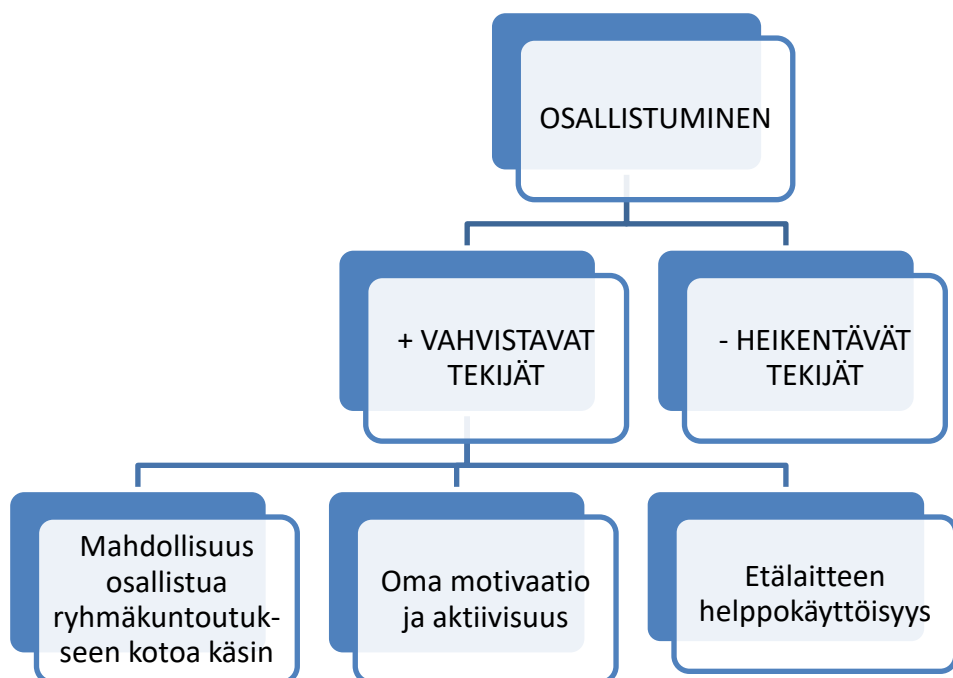 OSALLISTUMINEN
+ VAHVISTAVAT
TEKIJÄT
- HEIKENTÄVÄT
TEKIJÄT
Mahdollisuus
osallistua
ryhmäkuntoutuk-
seen kotoa käsin
Oma motivaatio
ja aktiivisuus
Etälaitteen
helppokäyttöisyys